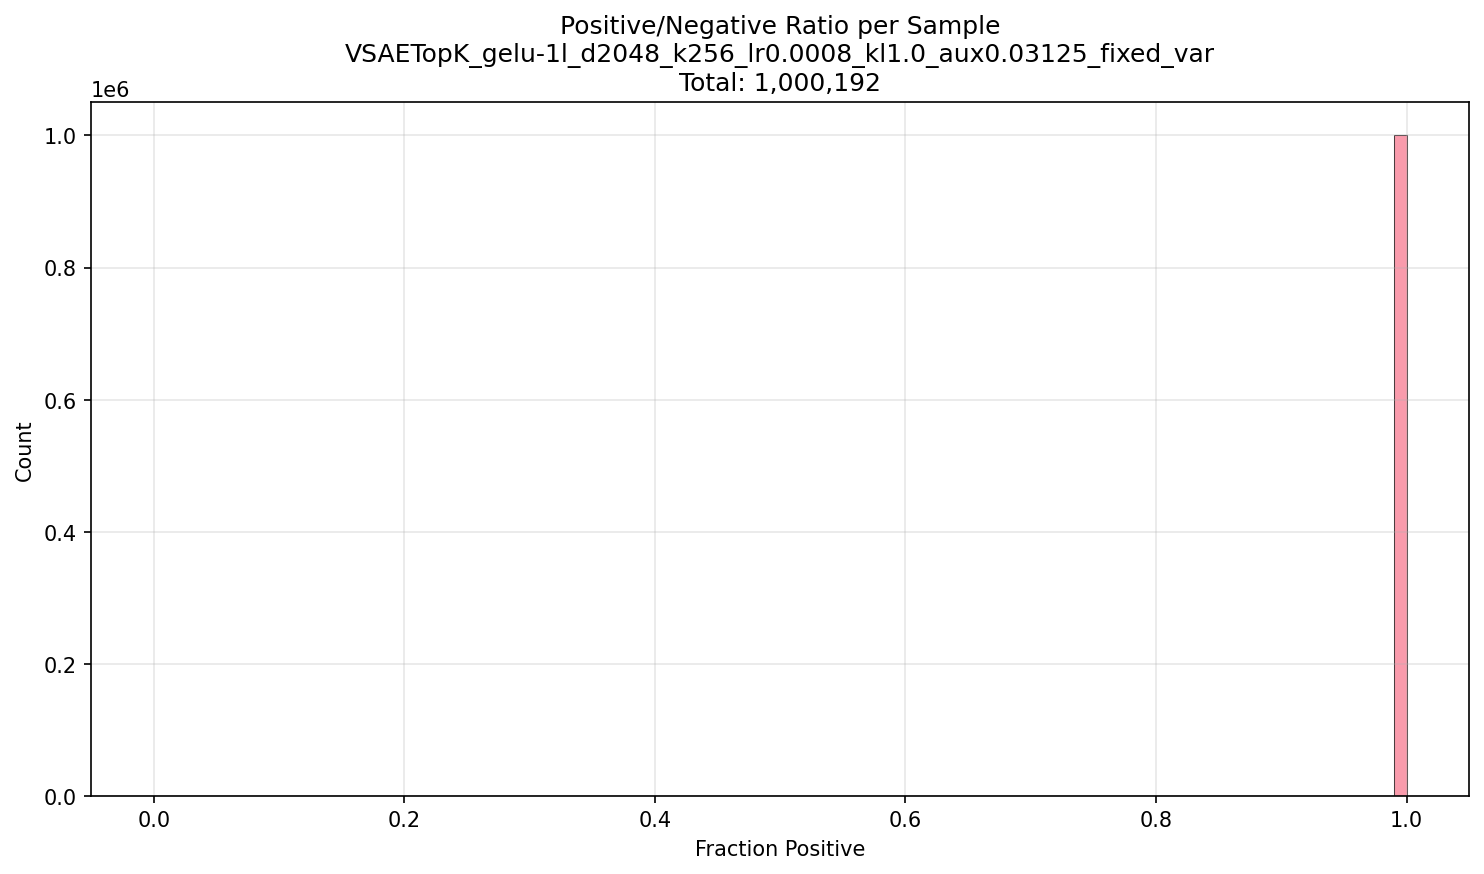 Positive/Negative Ratio per Sample
VSAETopK_gelu-1l_d2048_k256_lr0.0008_kl1.0_aux0.03125_fixed_var
Total: 1,000,192
1e6
1.0
0.8
0.6
0.4
0.2
0.0
Count
0.0 0.2 0.4 0.6 0.8 1.0
Fraction Positive